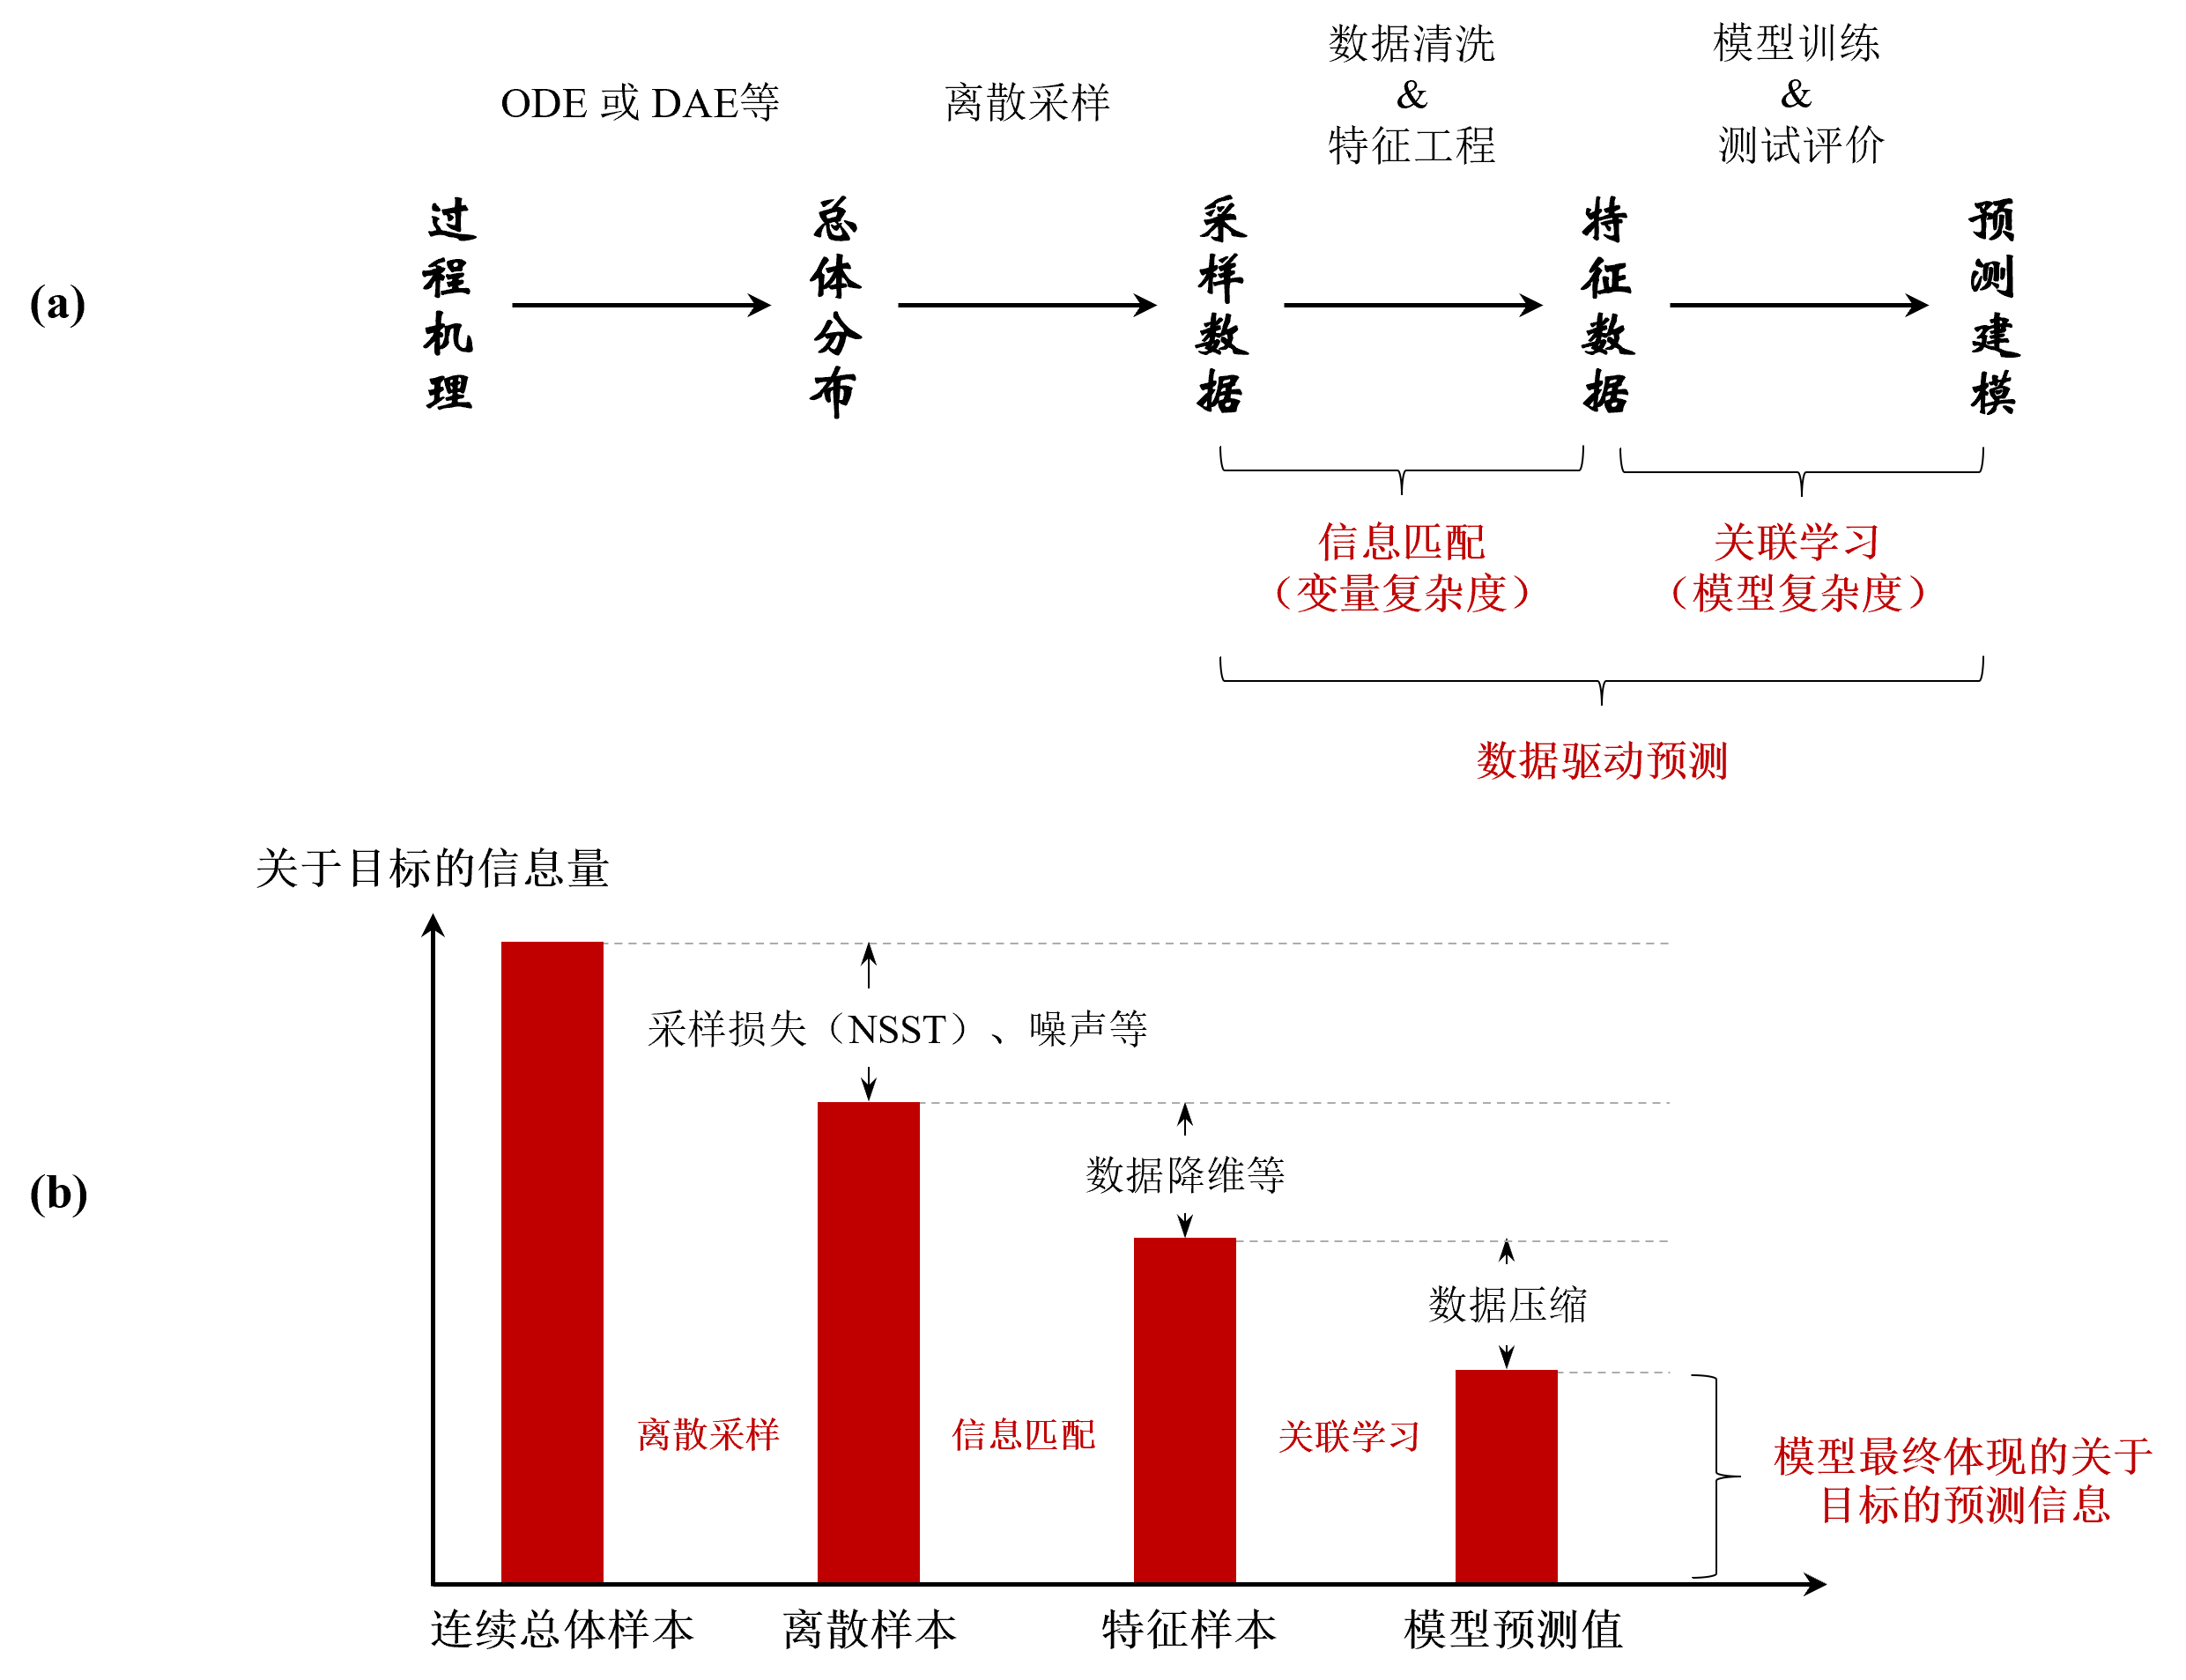 数据清洗
&
特征工程
模型训练
&
测试评价
ODE 或 DAE等
离散采样
(a)
过程机理
总体分布
采样数据
特征数据
预测建模
信息匹配
（变量复杂度）
关联学习
（模型复杂度）
数据驱动预测
(b)
关于目标的信息量
采样损失（NSST）、噪声等
数据降维等
数据压缩
离散采样
信息匹配
关联学习
模型最终体现的关于
目标的预测信息
连续总体样本
离散样本
特征样本
模型预测值